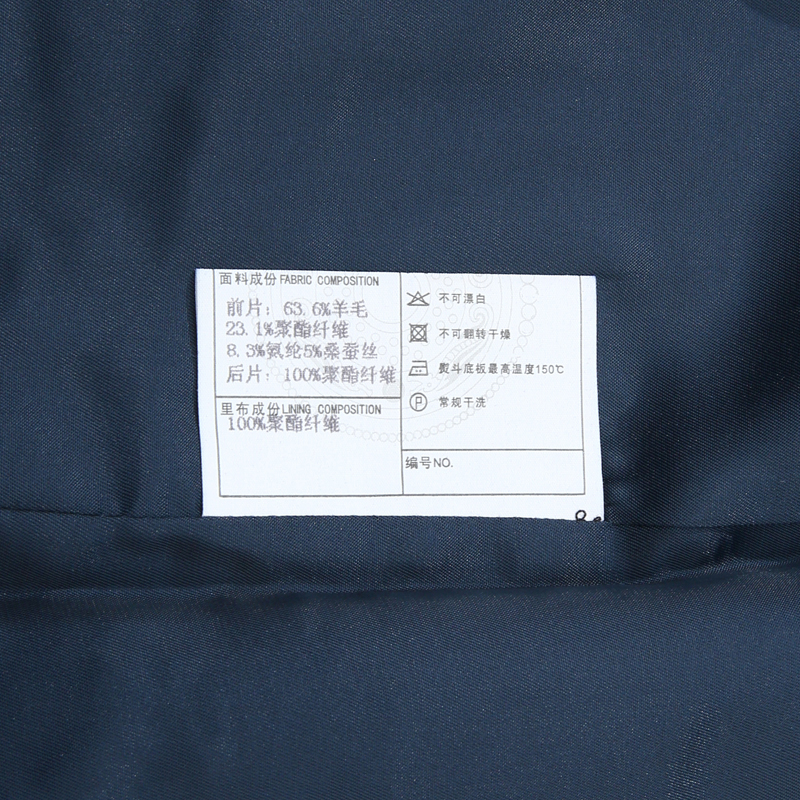 面料成份 FABRIC COMPOSITION
前片：63.6%羊毛
23.1%聚酯纤维
8.3%氨纶5%桑蚕丝
后片：100%聚酯纤维
里布成份 LINING COMPOSITION
100%聚酯纤维
不可漂白
不可翻转干燥
熨斗底板最高温度150℃
P 常规干洗
编号NO.